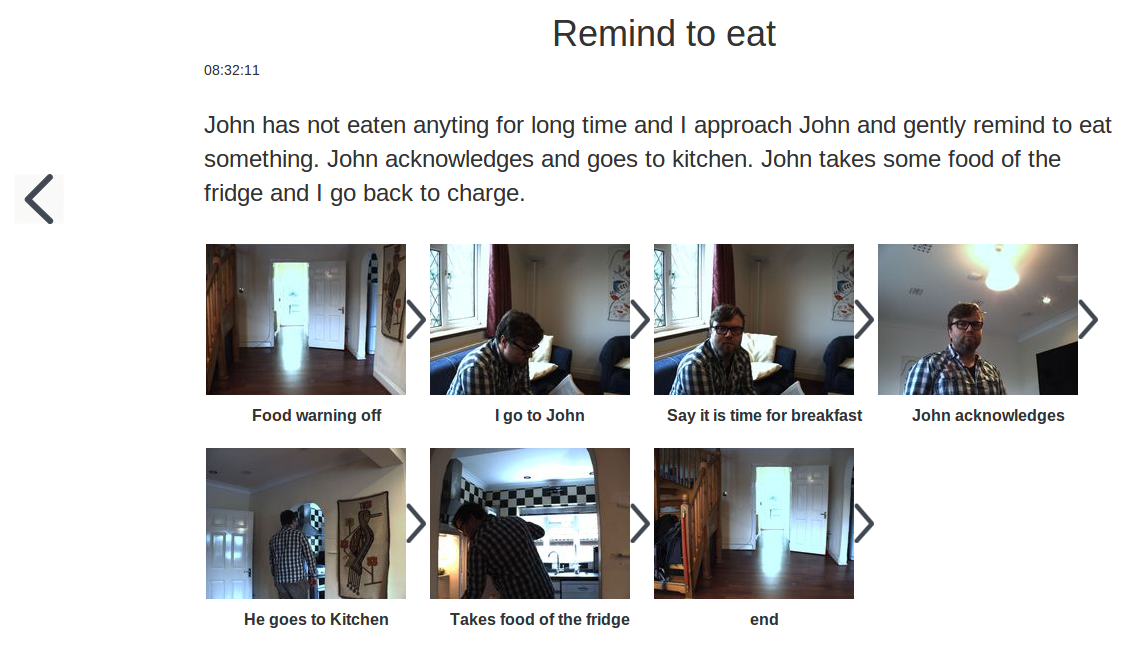 Remind to eat
08:32:11
John has not eaten anyting for long time and I approach John and gently remind to eat
something. John acknowledges and goes to kitchen. John takes some food of the
fridge and I go back to charge.
Food warning off
I go to John
Say it is time for breakfast
John acknowledges
He goes to Kitchen
Takes food of the fridge
end